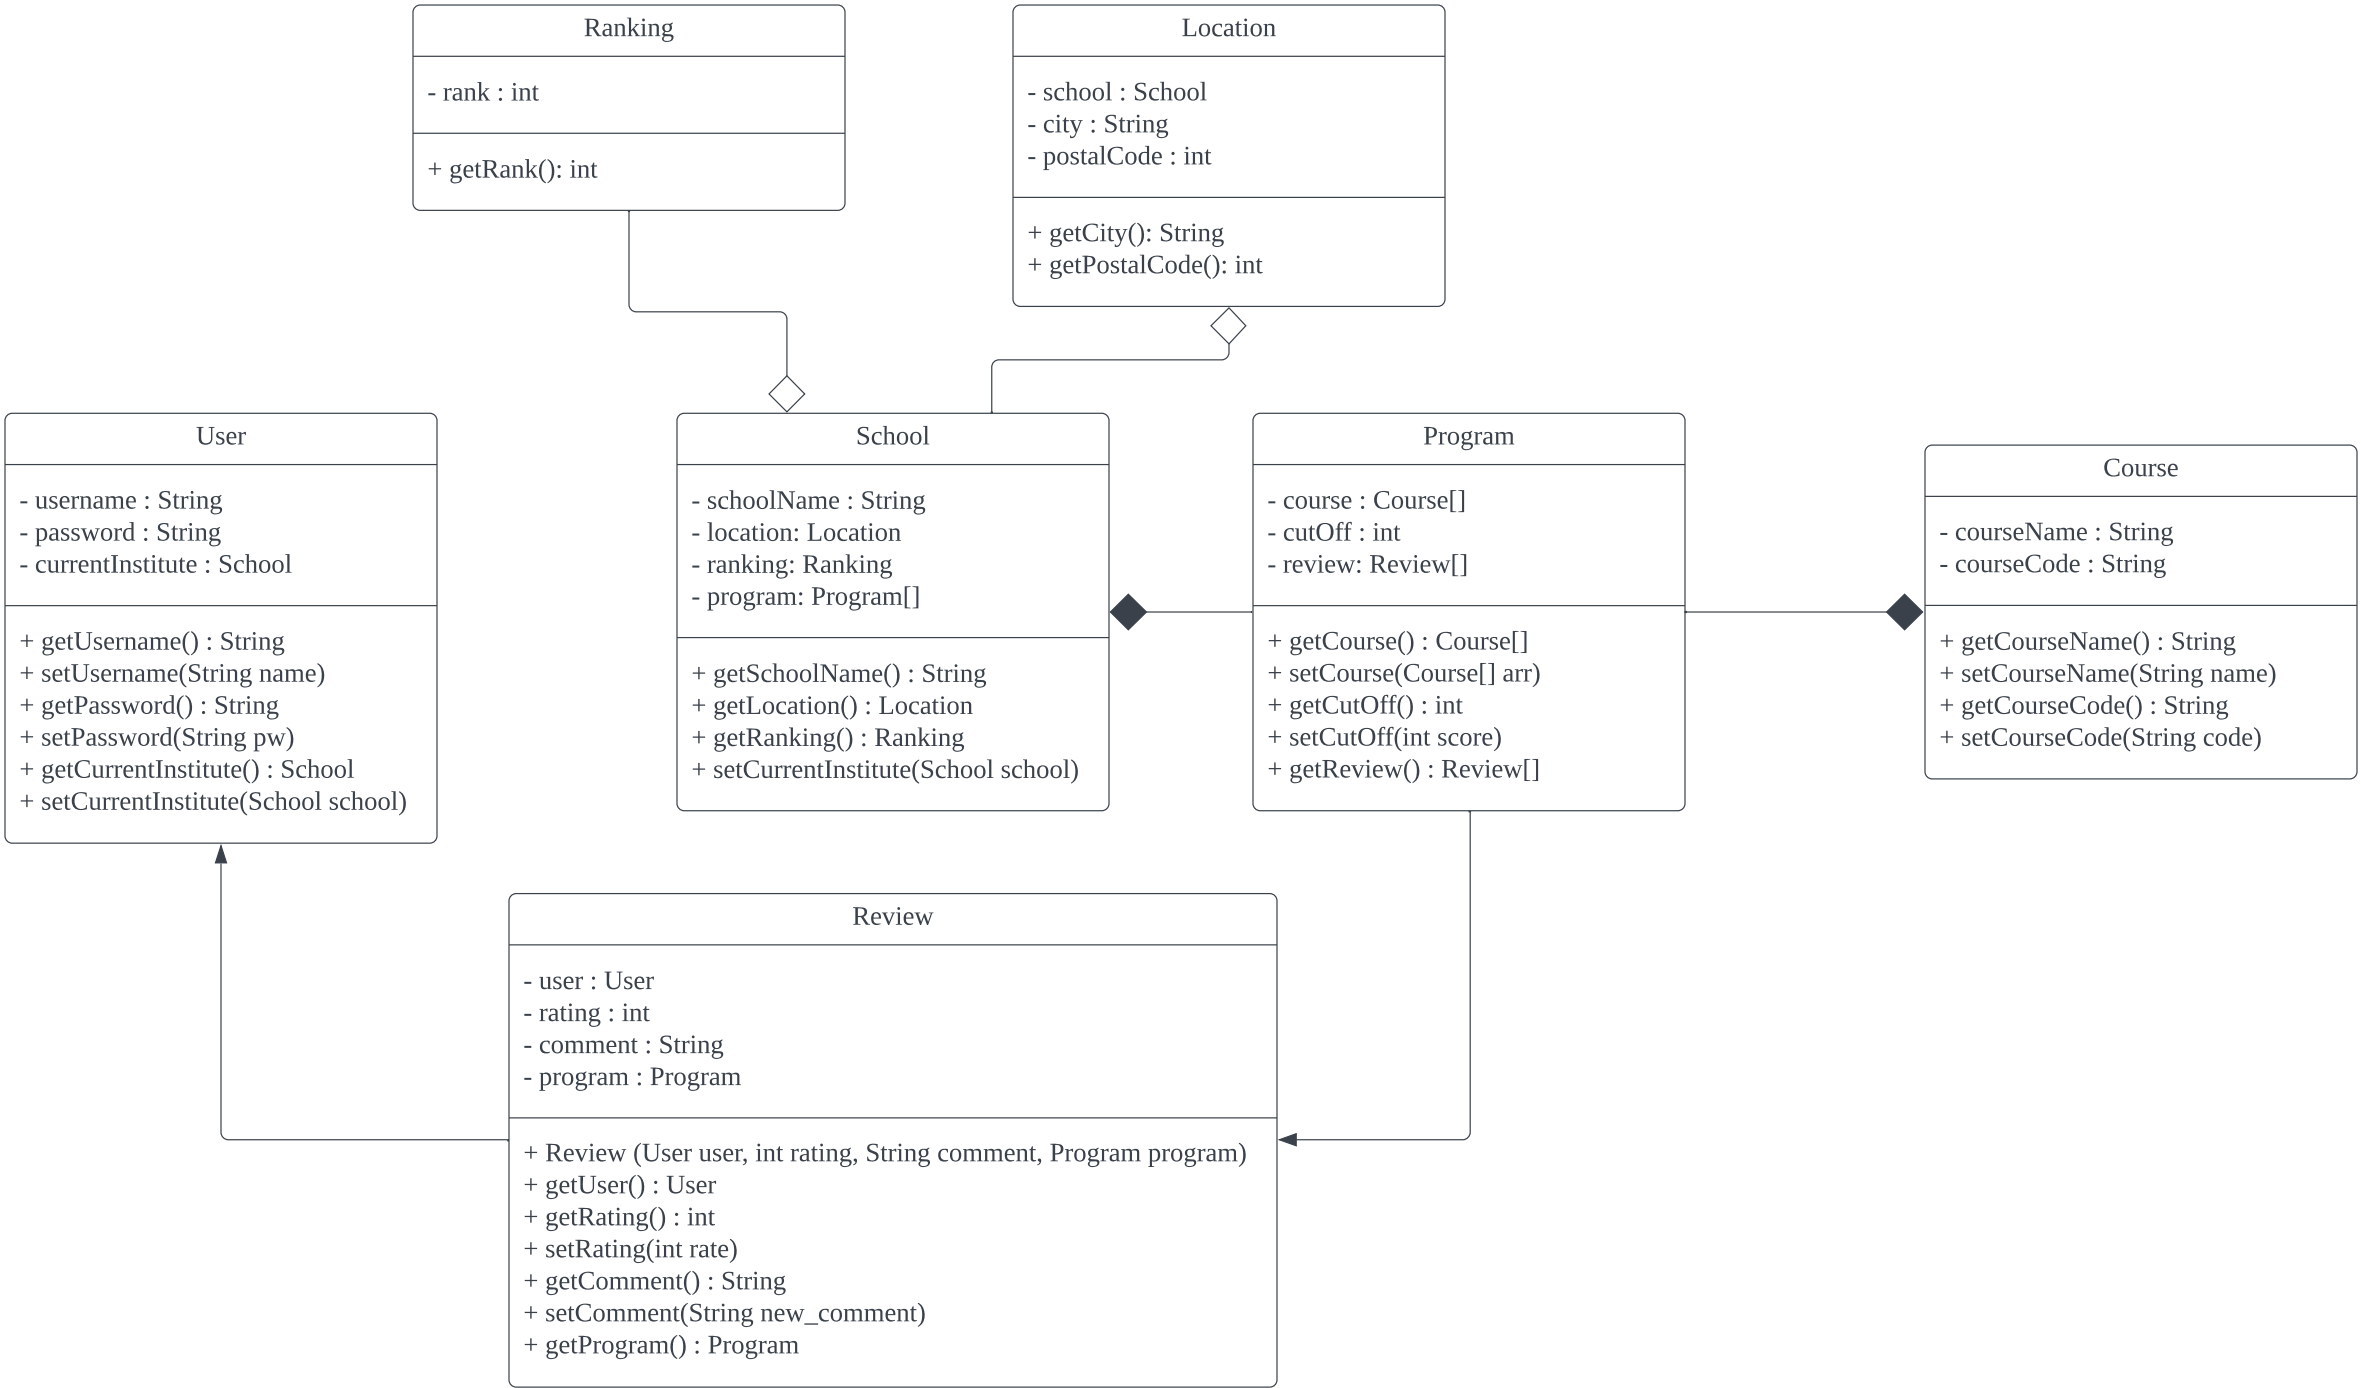 Ranking
- rank : int
+ getRank(): int
Location
- school : School
- city : String
- postalCode : int
+ getCity(): String
+ getPostalCode(): int
User
- username : String
- password : String
- currentInstitute : School
+ getUsername() : String
+ setUsername(String name)
+ getPassword() : String
+ setPassword(String pw)
+ getCurrentInstitute() : School
+ setCurrentInstitute(School school)
School
- schoolName : String
- location: Location
- ranking: Ranking
- program: Program[]
+ getSchoolName() : String
+ getLocation() : Location
+ getRanking() : Ranking
+ setCurrentInstitute(School school)
Program
- course : Course[]
- cutOff : int
- review: Review[]
+ getCourse() : Course[]
+ setCourse(Course[] arr)
+ getCutOff() : int
+ setCutOff(int score)
+ getReview() : Review[]
Course
- courseName : String
- courseCode : String
+ getCourseName() : String
+ setCourseName(String name)
+ getCourseCode() : String
+ setCourseCode(String code)
Review
- user : User
- rating : int
- comment : String
- program : Program
+ Review (User user, int rating, String comment, Program program)
+ getUser() : User
+ getRating() : int
+ setRating(int rate)
+ getComment() : String
+ setComment(String new_comment)
+ getProgram() : Program